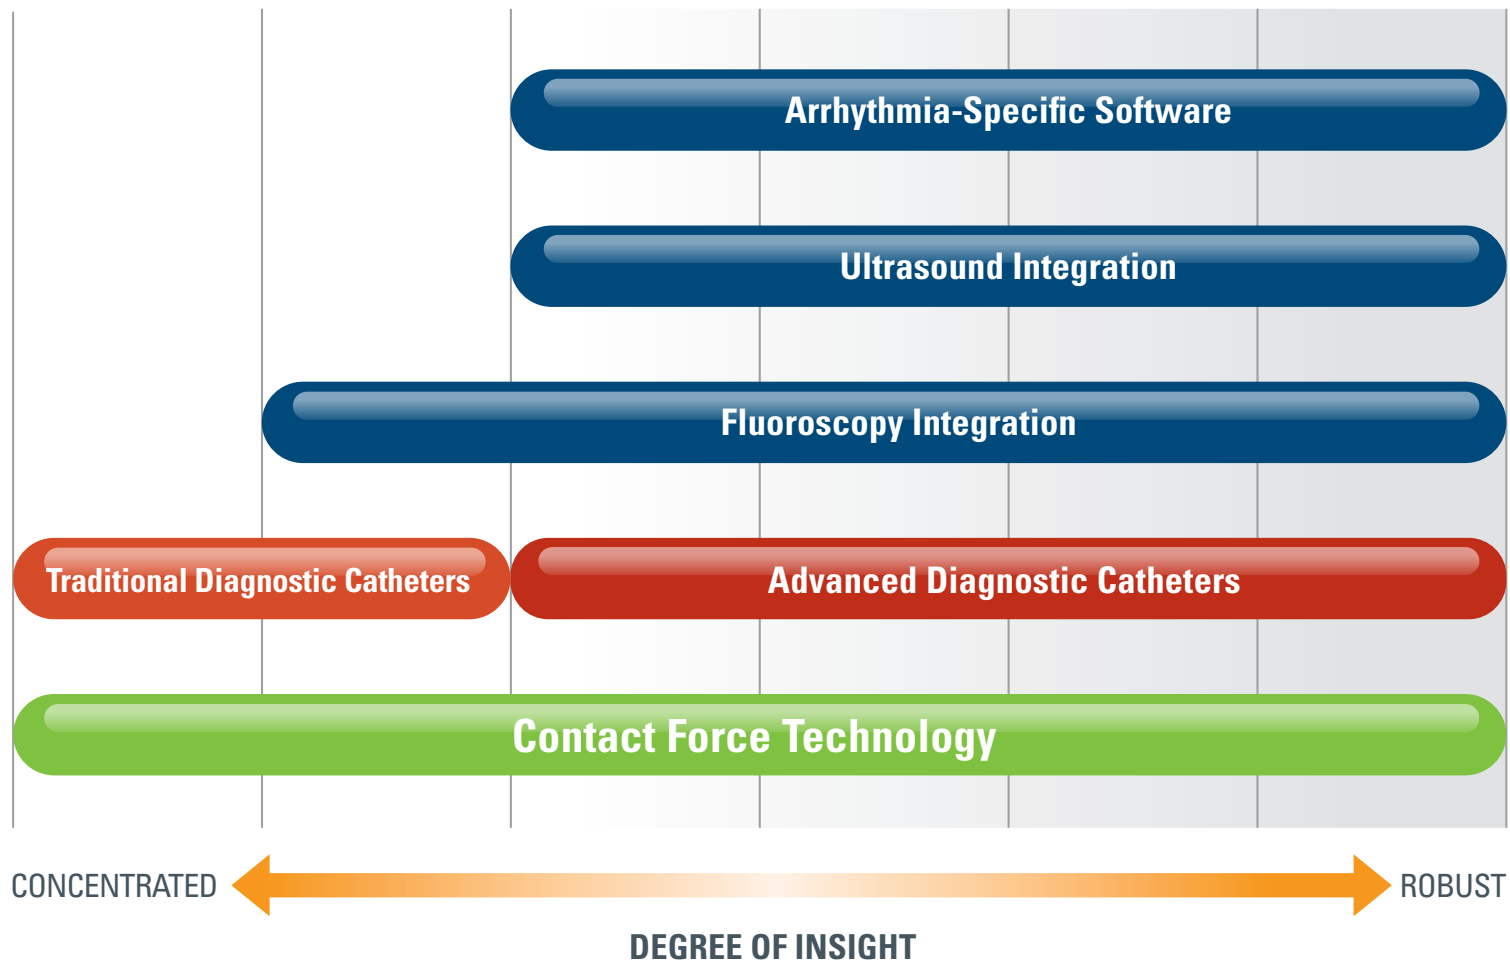 Arrhythmia-Specific Software
Ultrasound Integration
Fluoroscopy Integration
Traditional Diagnostic Catheters
Advanced Diagnostic Catheters
Contact Force Technology
CONCENTRATED
ROBUST
DEGREE OF INSIGHT